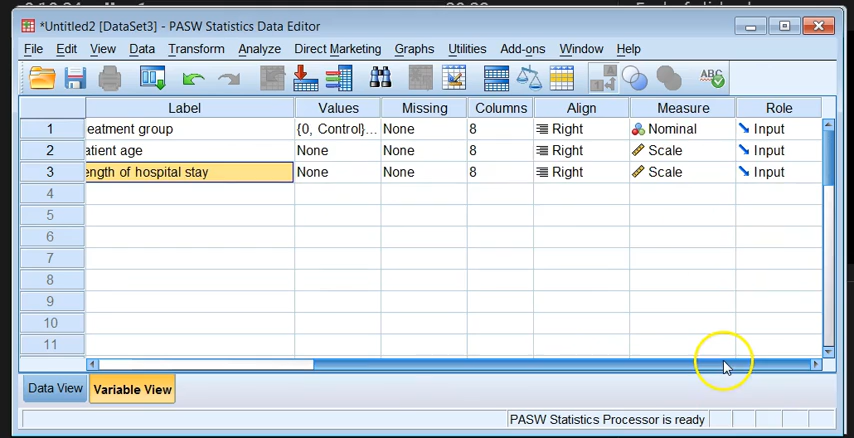 *Untitled2 [DataSet3] - PASW Statistics Data Editor
File Edit View Data Transform Analyze Direct Marketing Graphs Utilities Add-ons Window Help
ABC
Label Values Missing Columns Align Measure Role
1 eatment group {0, Control}... None 8 Right Nominal Input
2 atient age None None 8 Right Scale Input
3 ength of hospital stay None None 8 Right Scale Input
4
5
6
7
8
9
10
11
Data View Variable View
PASW Statistics Processor is ready